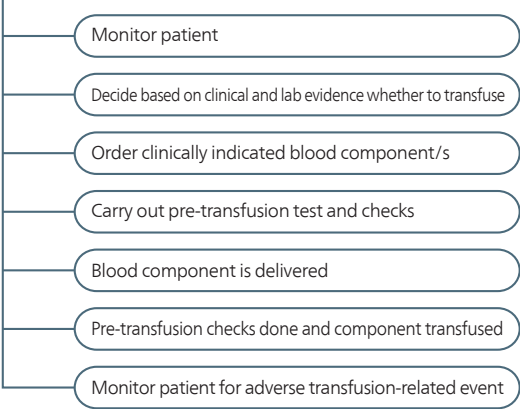 Monitor patient
Decide based on clinical and lab evidence whether to transfuse
Order clinically indicated blood component/s
Carry out pre-transfusion test and checks
Blood component is delivered
Pre-transfusion checks done and component transfused
Monitor patient for adverse transfusion-related event